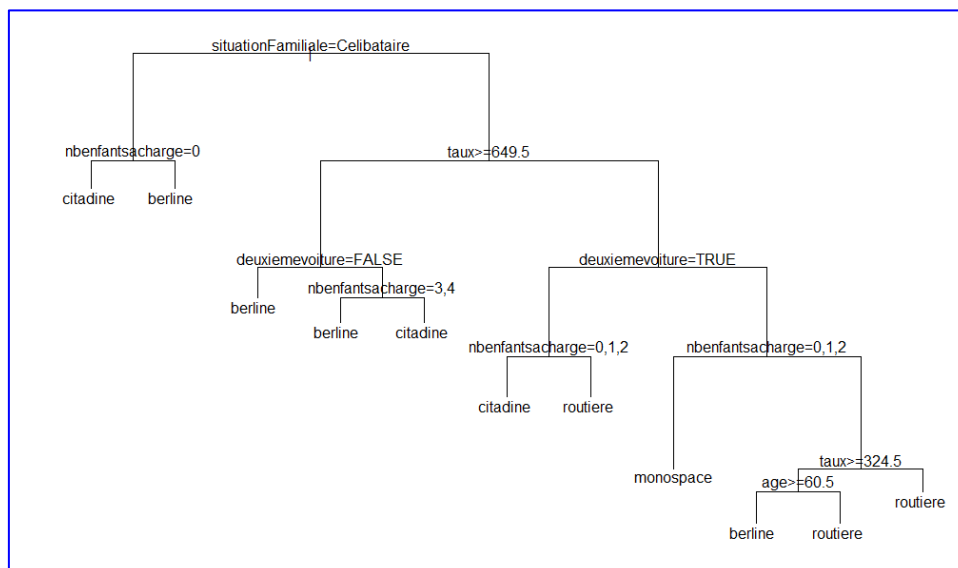 situationFamiliale=Celibataire
nbenfantsacharge=0
taux>=649.5
citadine
berline
deuxiemevoiture=FALSE
deuxiemevoiture=TRUE
berline
nbenfantsacharge=3,4
berline
citadine
nbenfantsacharge=0,1,2
nbenfantsacharge=0,1,2
citadine
routiere
monospace
taux>=324.5
age>=60.5
routiere
berline
routiere